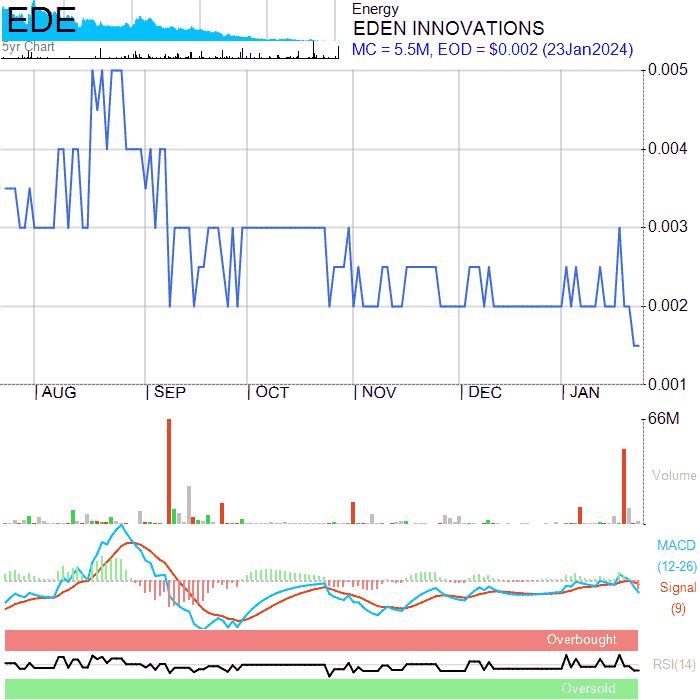 EDE
5yr Chart
Energy
EDEN INNOVATIONS
MC = 5.5M, EOD = $0.002 (23Jan2024)
0.005
0.004
0.003
0.002
0.001
AUG SEP OCT NOV DEC JAN
66M
Volume
MACD
(12-26)
Signal
(9)
Overbought
RSI(14)
Oversold